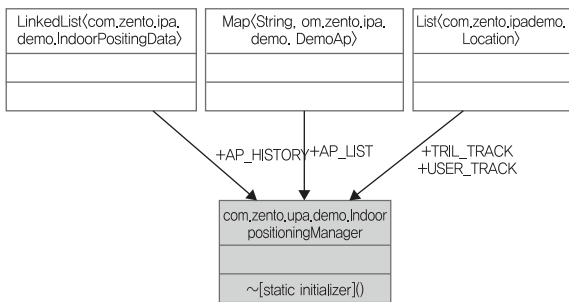 LinkedList〈com.zento.ipa.
demo.IndoorPositingData〉
Map〈String, om.zento.ipa.
demo. DemoAp〉
List〈com.zento.ipademo.
Location〉
+AP_HISTORY
+AP_LIST
+TRIL_TRACK
+USER_TRACK
com.zento.upa.demo.Indoor
positioningManager
~[static initializer]()